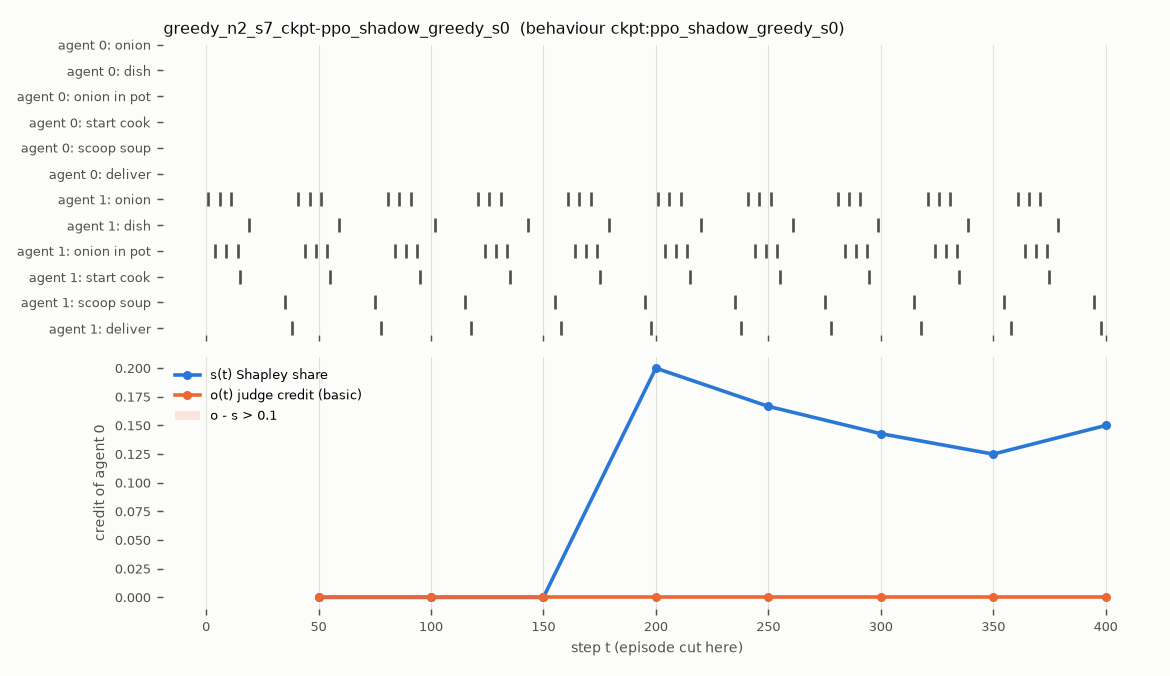 greedy_n2_s7_ckpt-ppo_shadow_greedy_s0  (behaviour ckpt:ppo_shadow_greedy_s0)
agent 0: onion
agent 0: dish
agent 0: onion in pot
agent 0: start cook
agent 0: scoop soup
agent 0: deliver
agent 1: onion
agent 1: dish
agent 1: onion in pot
agent 1: start cook
agent 1: scoop soup
agent 1: deliver
s(t) Shapley share
o(t) judge credit (basic)
o - s > 0.1
credit of agent 0
0.200
0.175
0.150
0.125
0.100
0.075
0.050
0.025
0.000
0 50 100 150 200 250 300 350 400
step t (episode cut here)